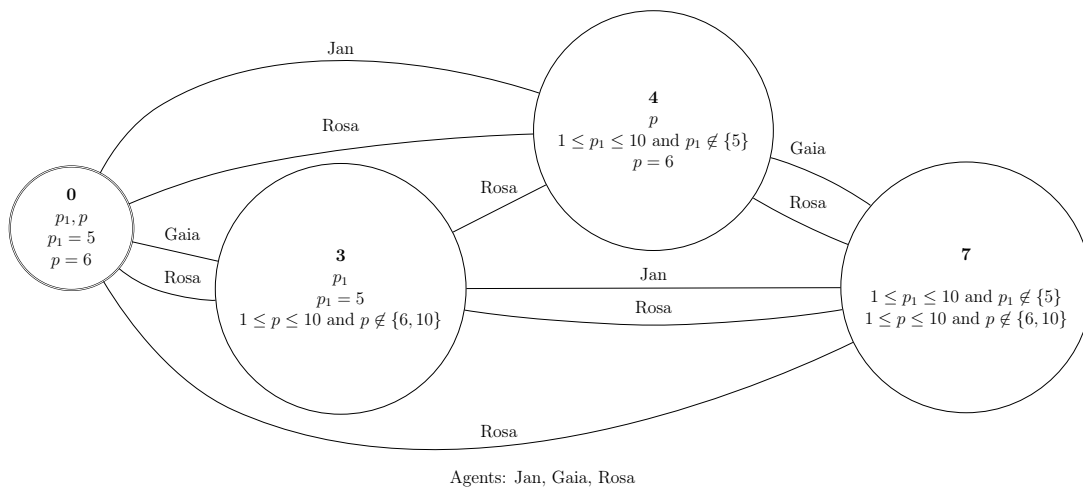 Jan
Rosa
0
p₁, p
p₁ = 5
p = 6
Gaia
Rosa
3
p₁
p₁ = 5
1 ≤ p ≤ 10 and p ∉ {6, 10}
Rosa
4
p
1 ≤ p₁ ≤ 10 and p₁ ∉ {5}
p = 6
Gaia
Rosa
Jan
Rosa
7
1 ≤ p₁ ≤ 10 and p₁ ∉ {5}
1 ≤ p ≤ 10 and p ∉ {6, 10}
Rosa
Agents: Jan, Gaia, Rosa